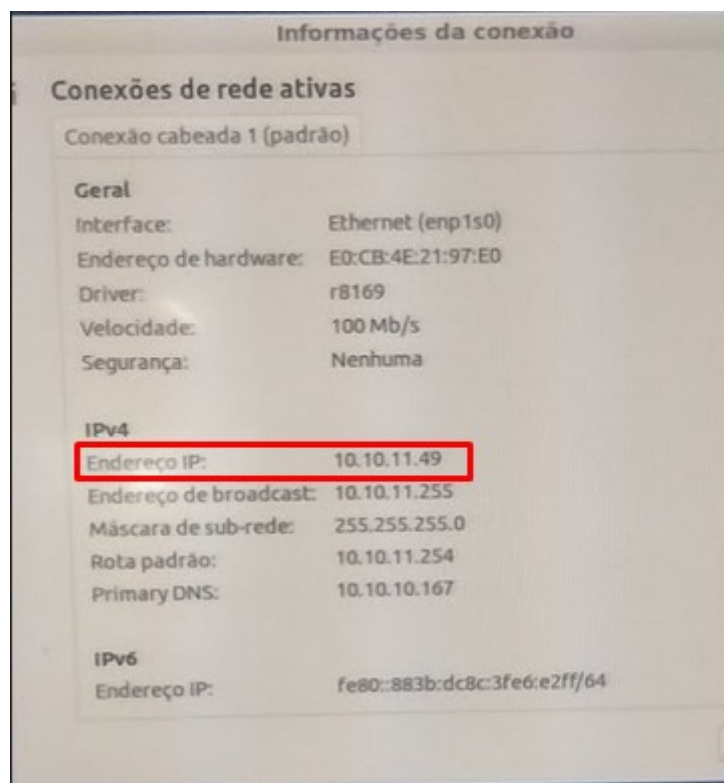 Informações da conexão
Conexões de rede ativas
Conexão cabeada 1 (padrão)
Geral
Interface: Ethernet (enp1s0)
Endereço de hardware: E0:CB:4E:21:97:E0
Driver: r8169
Velocidade: 100 Mb/s
Segurança: Nenhuma
IPv4
Endereço IP: 10.10.11.49
Endereço de broadcast: 10.10.11.255
Máscara de sub-rede: 255.255.255.0
Rota padrão: 10.10.11.254
Primary DNS: 10.10.10.167
IPv6
Endereço IP: fe80::883b:dc8c:3fe6:e2ff/64